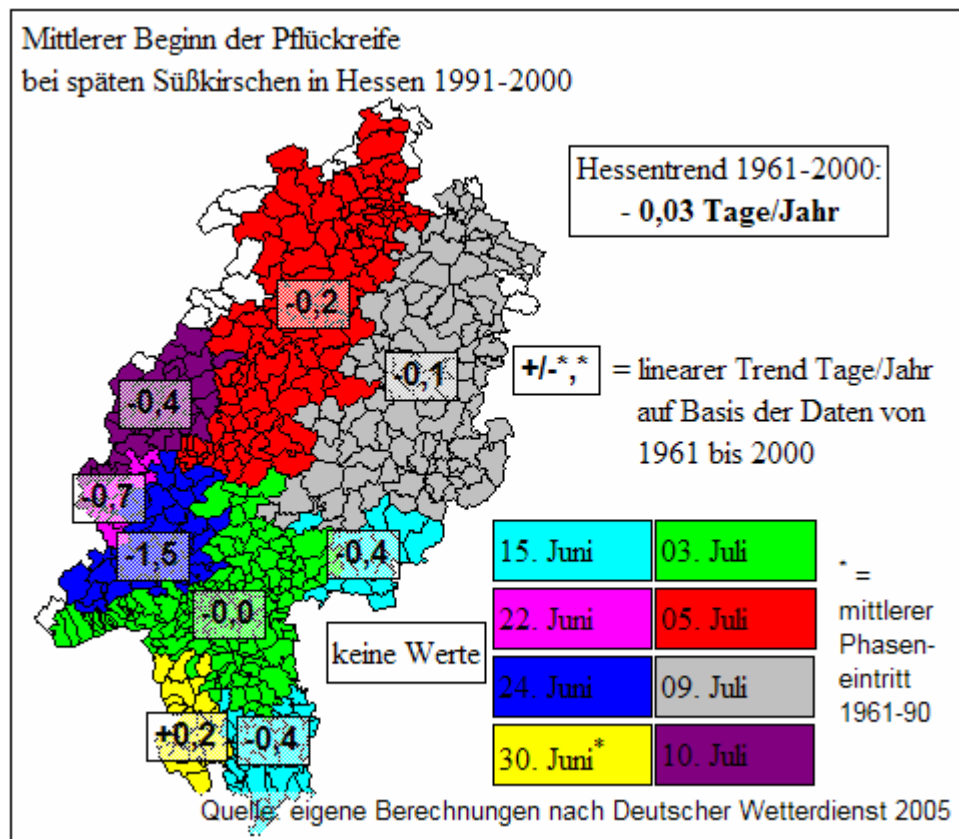 Mittlerer Beginn der Pflückreife
bei späten Süßkirschen in Hessen 1991-2000
Hessentrend 1961-2000:
- 0,03 Tage/Jahr
-0,2
+/-*,*
= linearer Trend Tage/Jahr
auf Basis der Daten von
1961 bis 2000
-0,1
-0,4
-0,7
-1,5
-0,4
-0,0
keine Werte
+0,2
-0,4
15. Juni
03. Juli
22. Juni
05. Juli
24. Juni
09. Juli
30. Juni*
10. Juli
* =
mittlerer
Phasen-
eintritt
1961-90
Quelle: eigene Berechnungen nach Deutscher Wetterdienst 2005